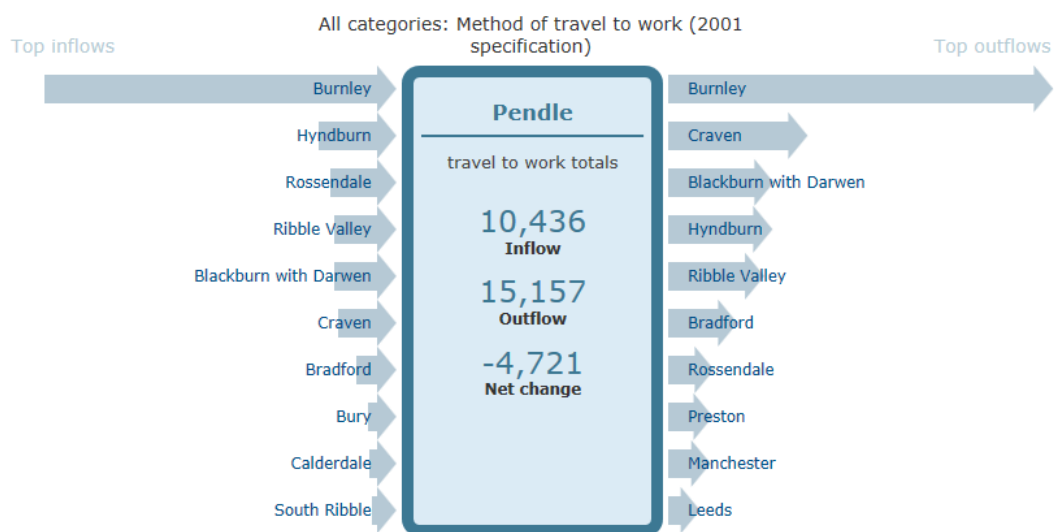 All categories: Method of travel to work (2001
specification)
Top inflows
Top outflows
Burnley
Hyndburn
Rossendale
Ribble Valley
Blackburn with Darwen
Craven
Bradford
Bury
Calderdale
South Ribble
Pendle
travel to work totals
10,436
Inflow
15,157
Outflow
-4,721
Net change
Burnley
Craven
Blackburn with Darwen
Hyndburn
Ribble Valley
Bradford
Rossendale
Preston
Manchester
Leeds